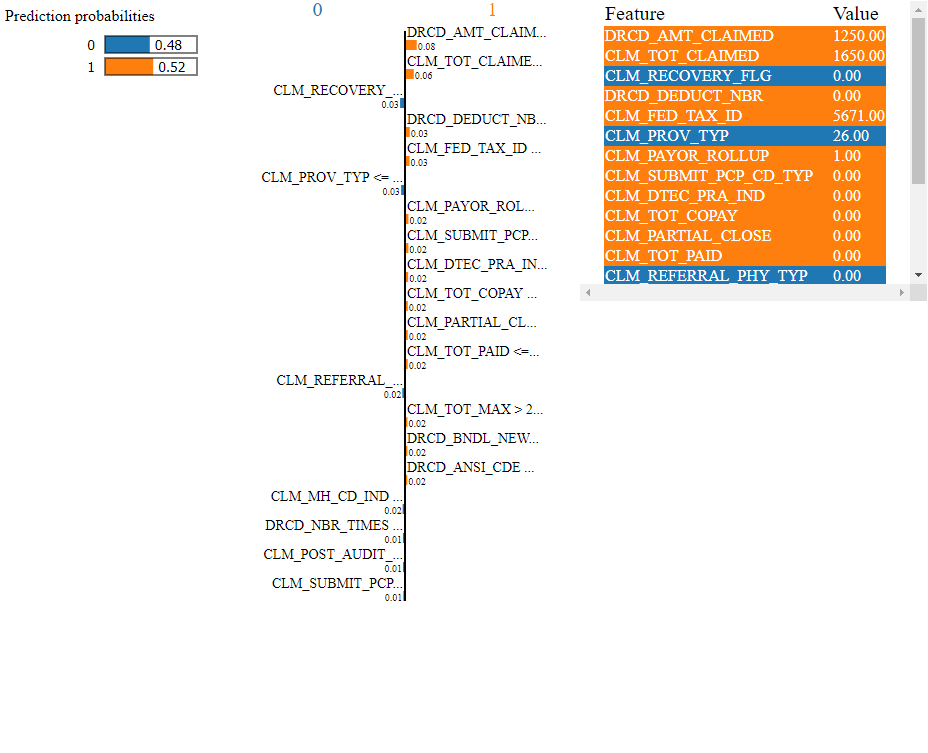 Prediction probabilities
0 0.48
1 0.52
0 1
DRCD_AMT_CLAIM...
0.08
CLM_TOT_CLAIME...
0.06
CLM_RECOVERY_...
0.03
DRCD_DEDUCT_NB...
0.03
CLM_FED_TAX_ID ...
0.03
CLM_PROV_TYP <= ...
0.03
CLM_PAYOR_ROL...
0.02
CLM_SUBMIT_PCP...
0.02
CLM_DTEC_PRA_IN...
0.02
CLM_TOT_COPAY ...
0.02
CLM_PARTIAL_CL...
0.02
CLM_TOT_PAID <=...
0.02
CLM_REFERRAL_...
0.02
CLM_TOT_MAX > 2...
0.02
DRCD_BNDL_NEW...
0.02
DRCD_ANSI_CDE ...
0.02
CLM_MH_CD_IND ...
0.02
DRCD_NBR_TIMES ...
0.01
CLM_POST_AUDIT_...
0.01
CLM_SUBMIT_PCP...
0.01
Feature Value
DRCD_AMT_CLAIMED 1250.00
CLM_TOT_CLAIMED 1650.00
CLM_RECOVERY_FLG 0.00
DRCD_DEDUCT_NBR 0.00
CLM_FED_TAX_ID 5671.00
CLM_PROV_TYP 26.00
CLM_PAYOR_ROLLUP 1.00
CLM_SUBMIT_PCP_CD_TYP 0.00
CLM_DTEC_PRA_IND 0.00
CLM_TOT_COPAY 0.00
CLM_PARTIAL_CLOSE 0.00
CLM_TOT_PAID 0.00
CLM_REFERRAL_PHY_TYP 0.00